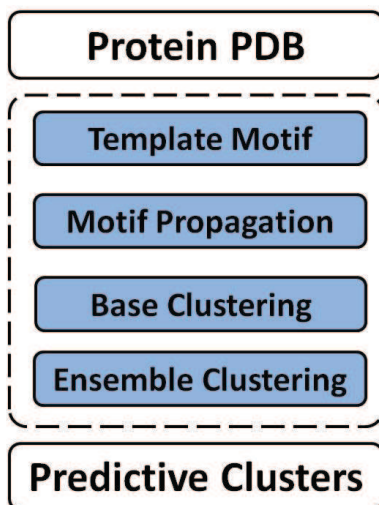 Protein PDB
Template Motif
Motif Propagation
Base Clustering
Ensemble Clustering
Predictive Clusters